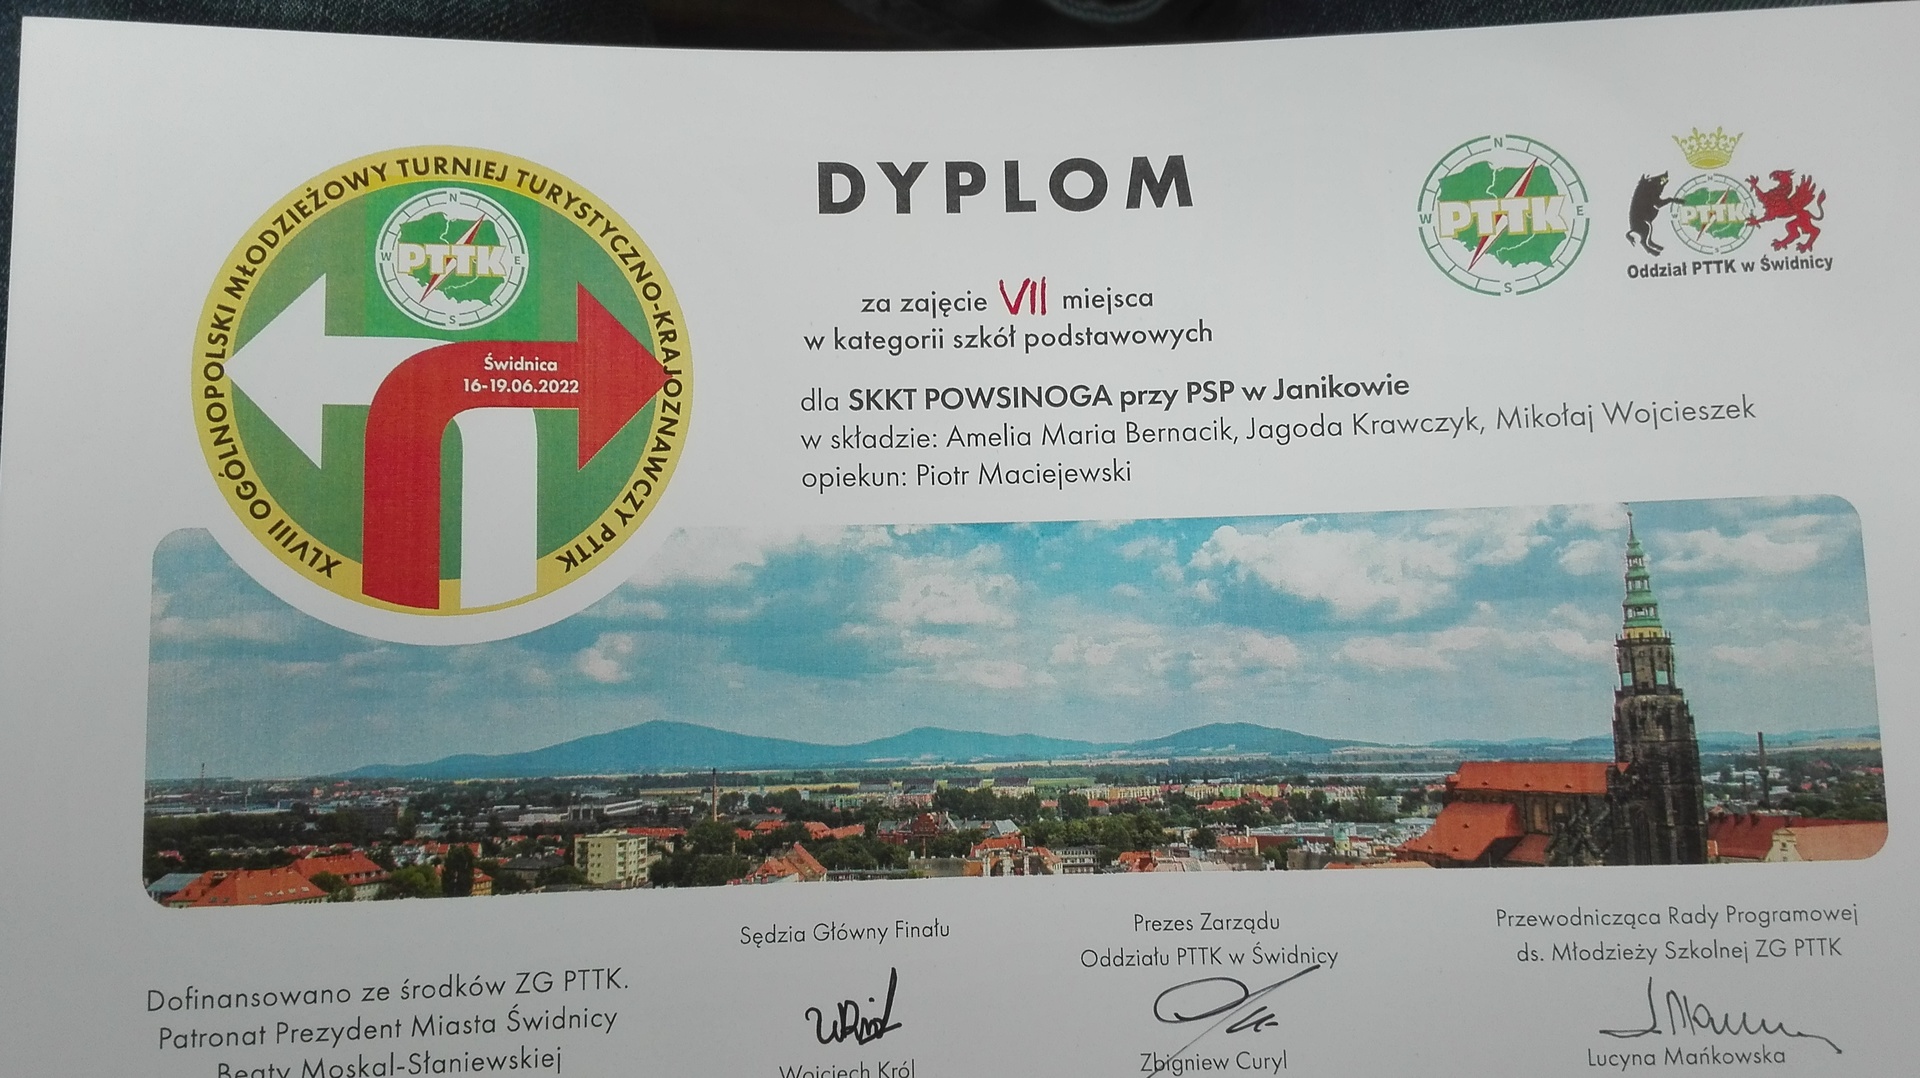 XLVIII OGÓLNOPOLSKI MŁODZIEŻOWY TURNIEJ TURYSTYCZNO-KRAJOZNAWCZY PTTK
N
W PTTK E
S
Świdnica
16-19.06.2022
DYPLOM
N
W PTTK E
S
PTTK
Oddział PTTK w Świdnicy
za zajęcie VII miejsca
w kategorii szkół podstawowych
dla SKKT POWSINOGA przy PSP w Janikowie
w składzie: Amelia Maria Bernacik, Jagoda Krawczyk, Mikołaj Wojcieszek
opiekun: Piotr Maciejewski
Dofinansowano ze środków ZG PTTK.
Patronat Prezydent Miasta Świdnicy
Beaty Moskal-Słaniewskiej
Sędzia Główny Finału
Wojciech Król
Prezes Zarządu
Oddziału PTTK w Świdnicy
Zbigniew Curyl
Przewodnicząca Rady Programowej
ds. Młodzieży Szkolnej ZG PTTK
Lucyna Mańkowska